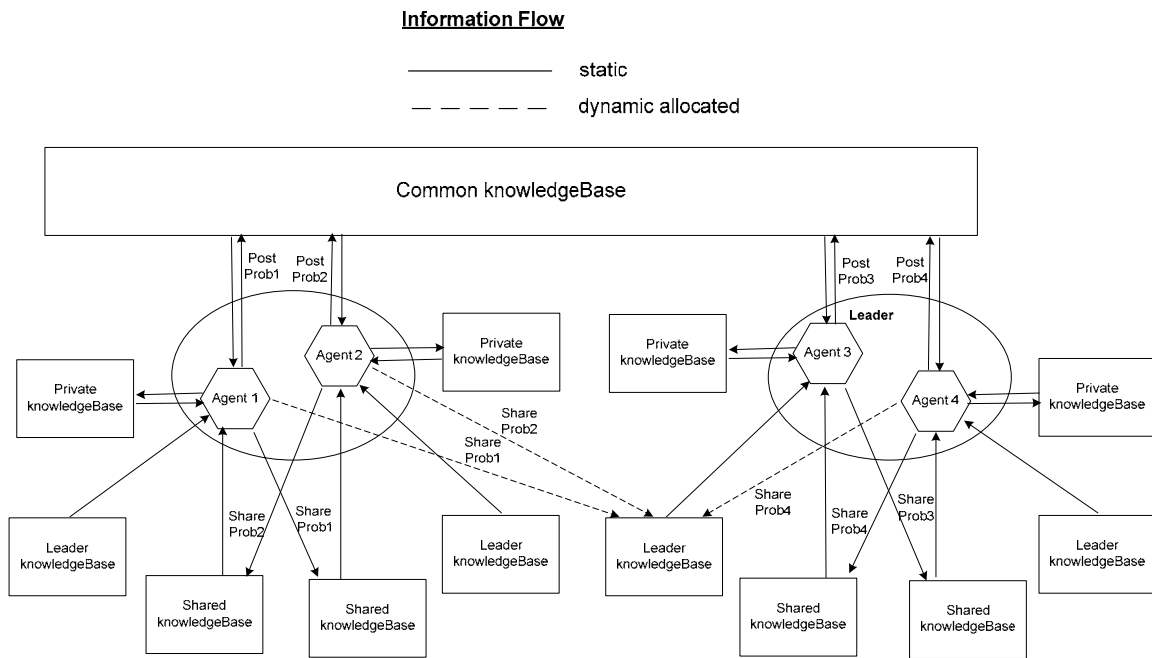 Information Flow
static
dynamic allocated
Common knowledgeBase
Post
Prob1
Post
Prob2
Post
Prob3
Post
Prob4
Leader
Private
knowledgeBase
Agent 1
Agent 2
Private
knowledgeBase
Private
knowledgeBase
Agent 3
Agent 4
Private
knowledgeBase
Share
Prob2
Share
Prob1
Share
Prob2
Share
Prob1
Share
Prob4
Share
Prob4
Share
Prob3
Leader
knowledgeBase
Shared
knowledgeBase
Shared
knowledgeBase
Leader
knowledgeBase
Leader
knowledgeBase
Shared
knowledgeBase
Shared
knowledgeBase
Leader
knowledgeBase